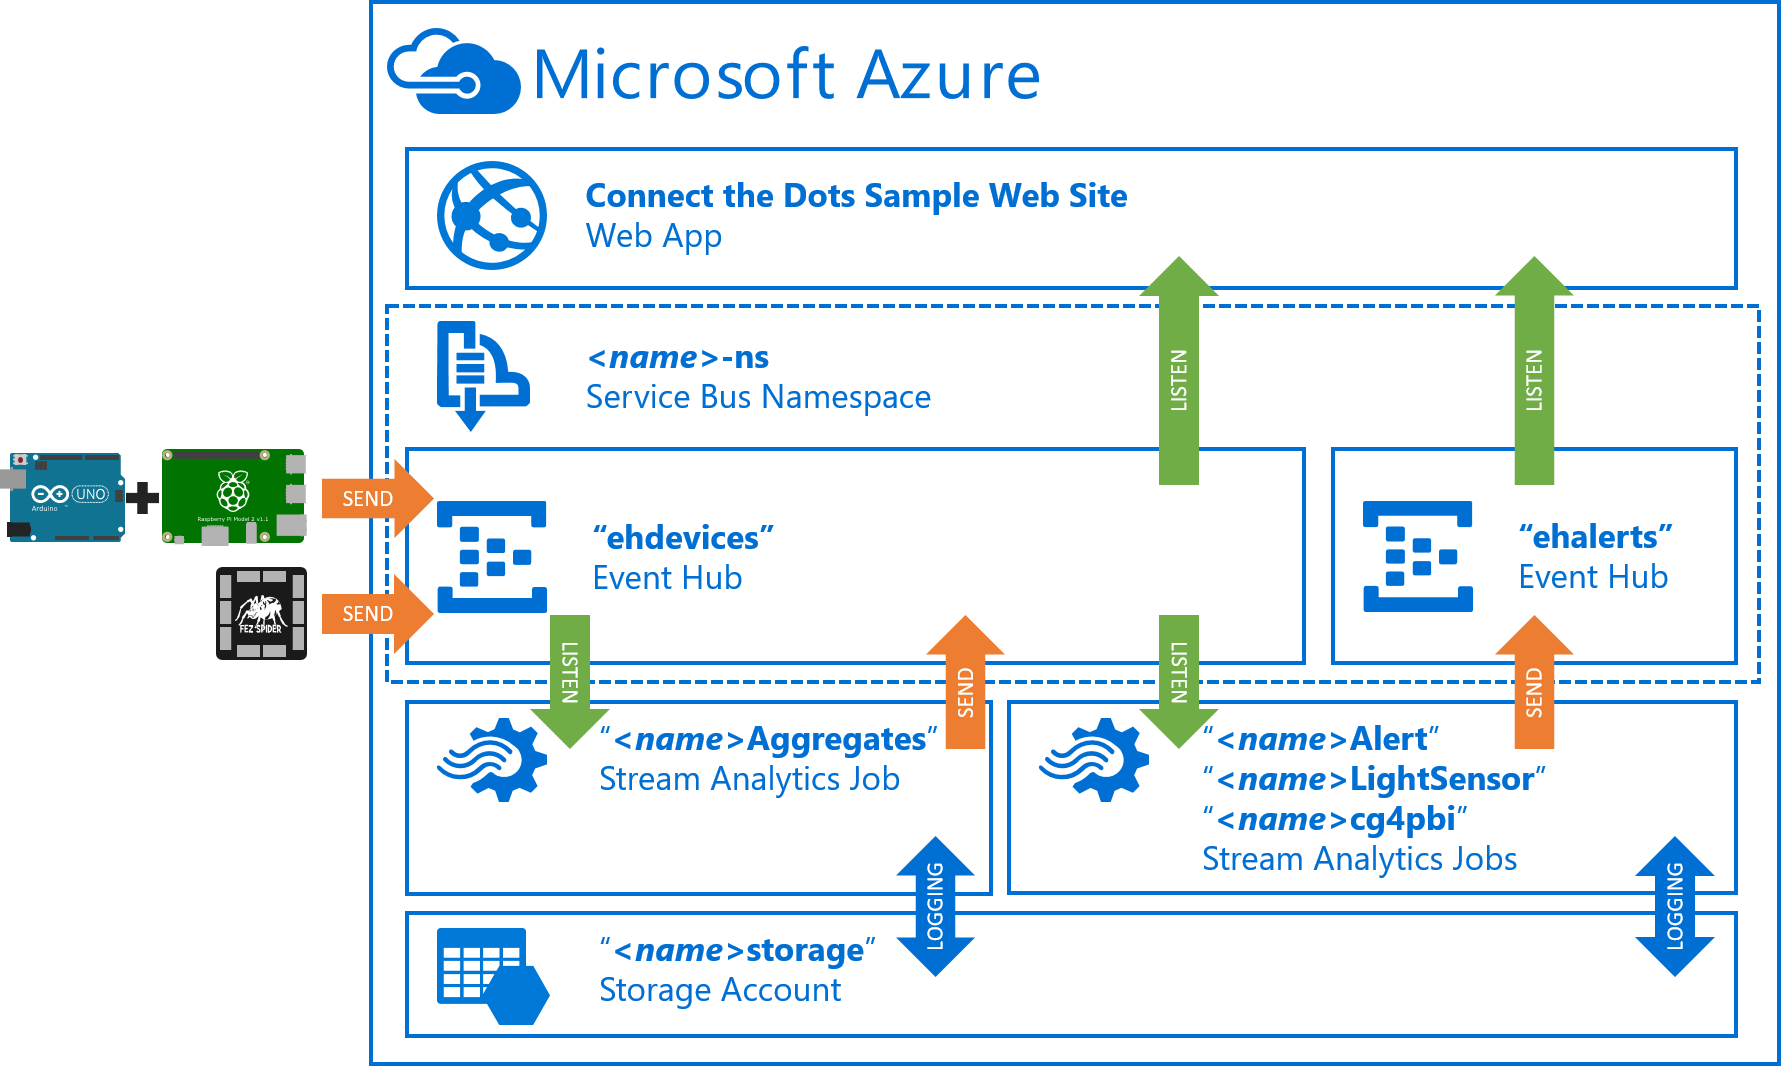 Microsoft Azure
Connect the Dots Sample Web Site
Web App
<name>-ns
Service Bus Namespace
LISTEN
LISTEN
UNO
Arduino
Raspberry Pi Model 2 v1.1
FEZ SPIDER
SEND
SEND
“ehdevices”
Event Hub
“ehalerts”
Event Hub
LISTEN
SEND
LISTEN
SEND
“<name>Aggregates”
Stream Analytics Job
“<name>Alert”
“<name>LightSensor”
“<name>cg4pbi”
Stream Analytics Jobs
LOGGING
LOGGING
“<name>storage”
Storage Account